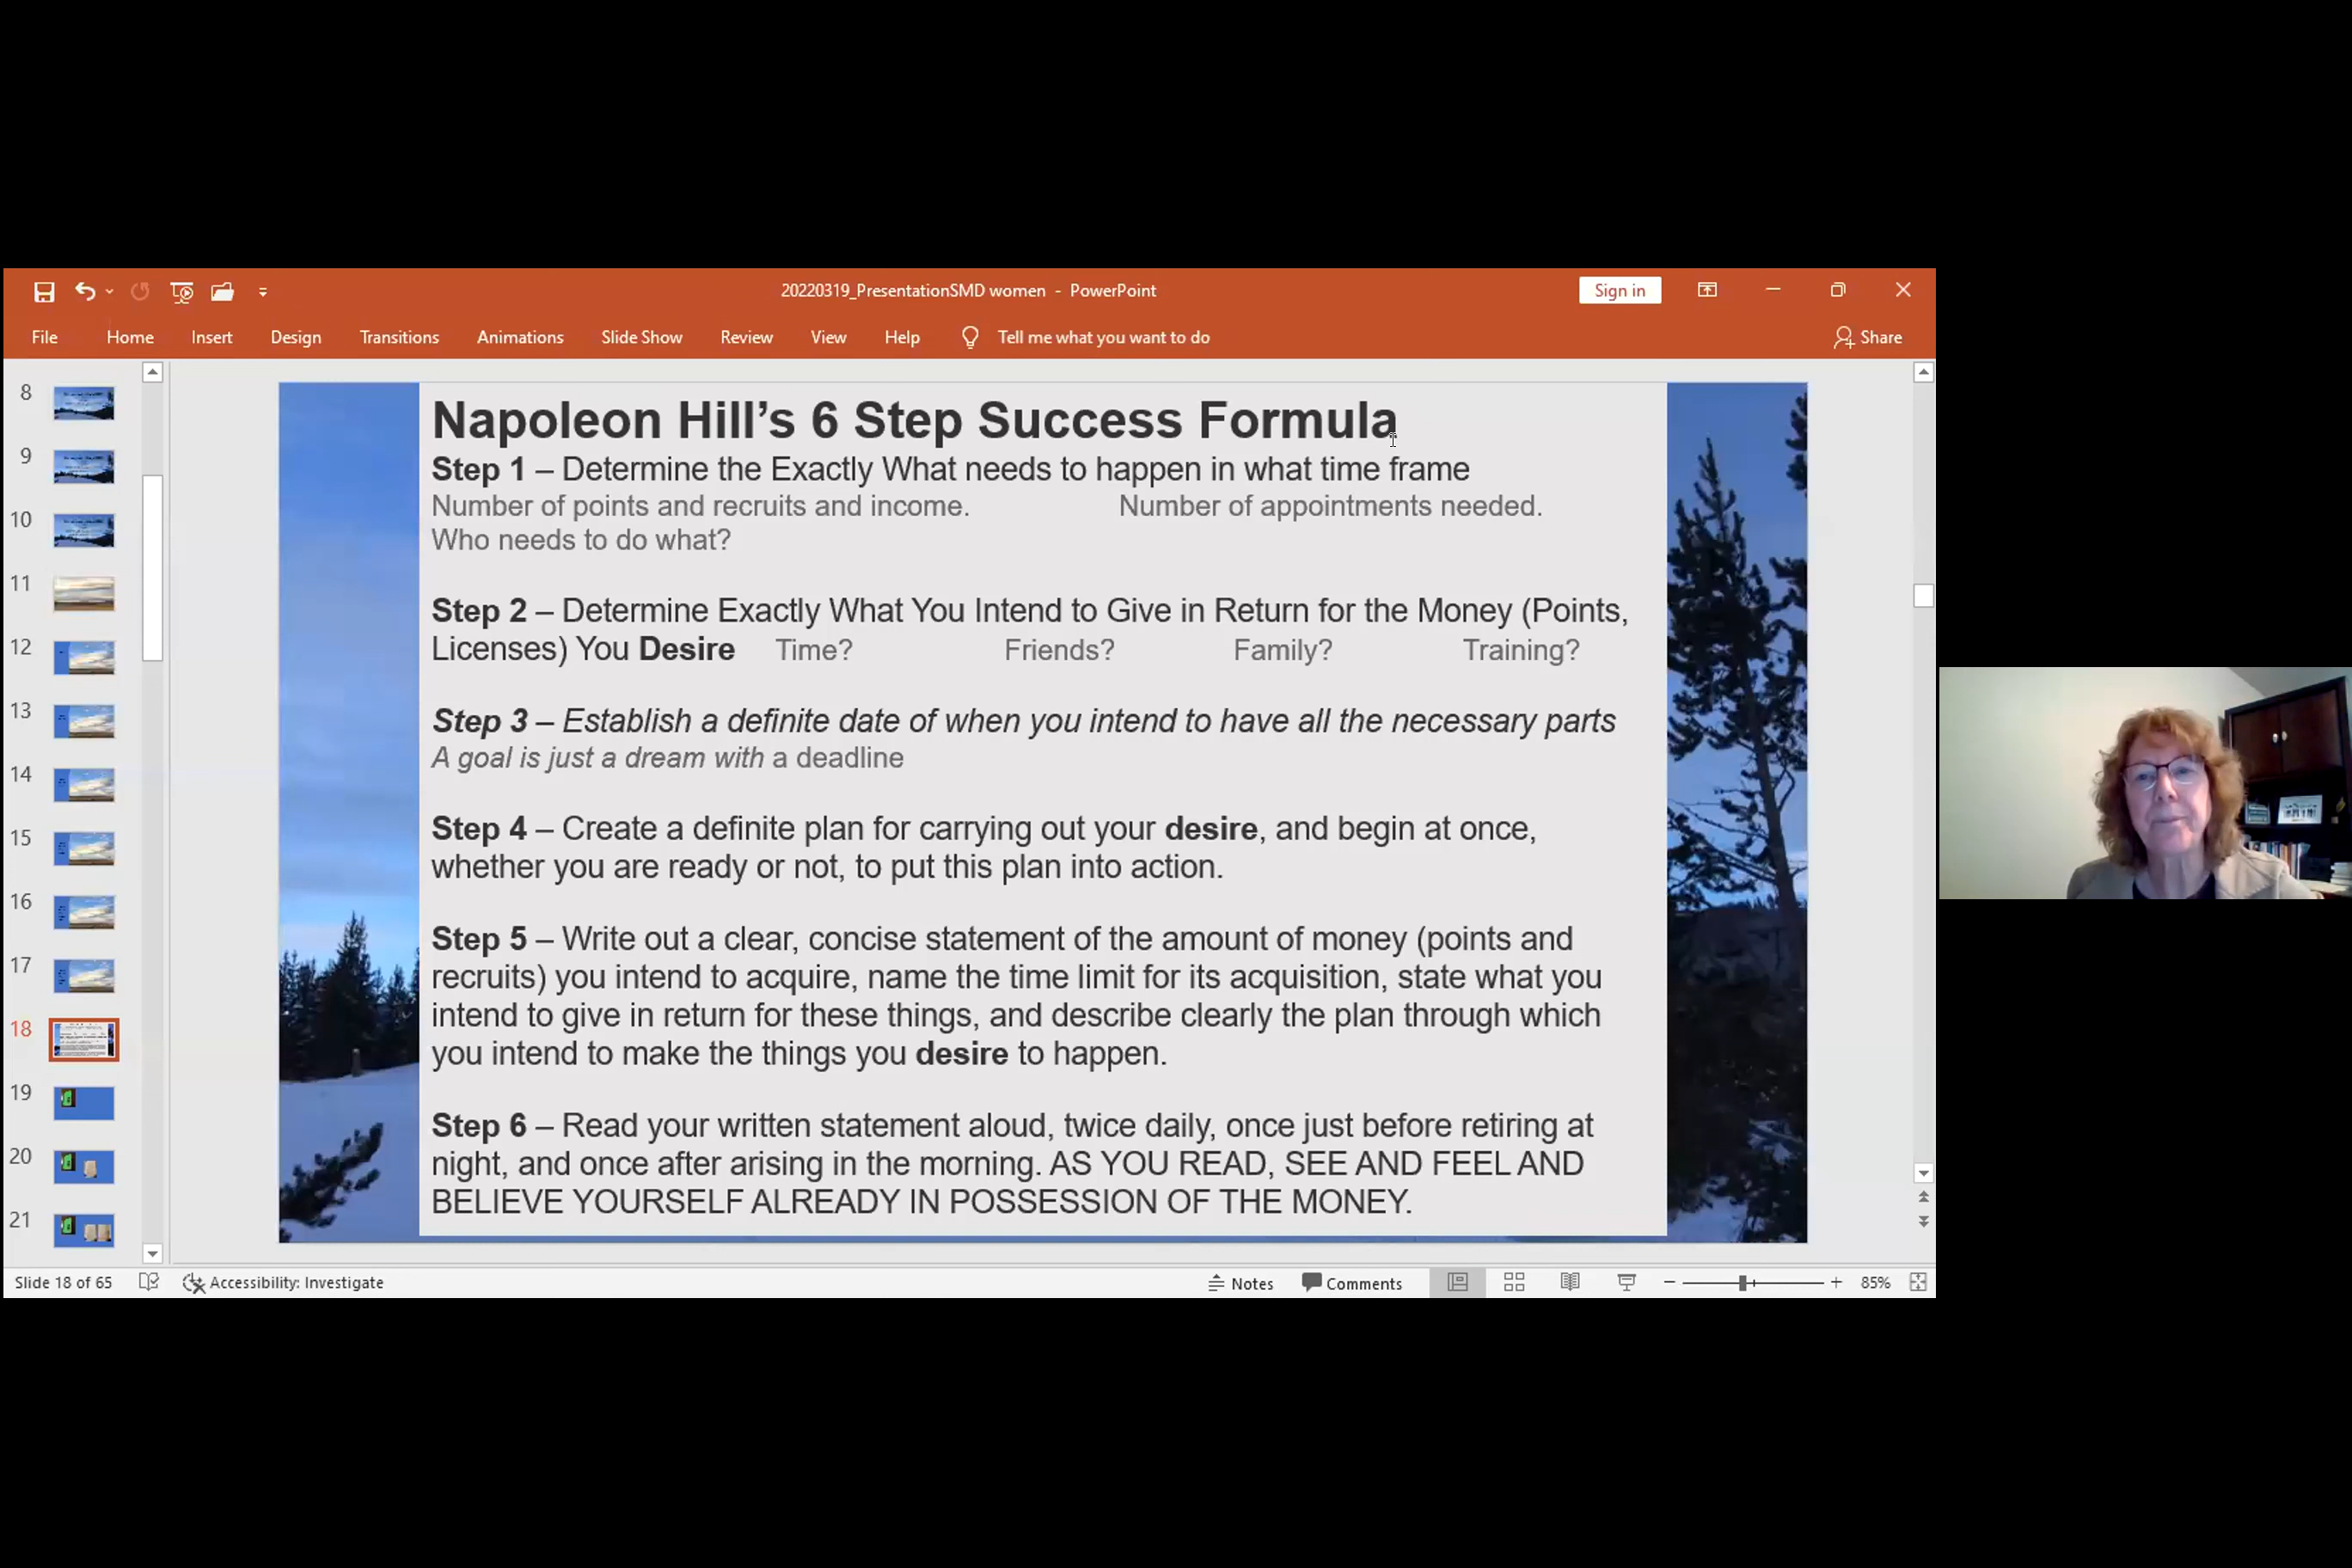 20220319_PresentationSMD women - PowerPoint
Sign in
File Home Insert Design Transitions Animations Slide Show Review View Help Tell me what you want to do Share
8
9
10
11
12
13
14
15
16
17
18
19
20
21
Napoleon Hill’s 6 Step Success Formula
Step 1 – Determine the Exactly What needs to happen in what time frame
Number of points and recruits and income. Number of appointments needed.
Who needs to do what?
Step 2 – Determine Exactly What You Intend to Give in Return for the Money (Points,
Licenses) You Desire Time? Friends? Family? Training?
Step 3 – Establish a definite date of when you intend to have all the necessary parts
A goal is just a dream with a deadline
Step 4 – Create a definite plan for carrying out your desire, and begin at once,
whether you are ready or not, to put this plan into action.
Step 5 – Write out a clear, concise statement of the amount of money (points and
recruits) you intend to acquire, name the time limit for its acquisition, state what you
intend to give in return for these things, and describe clearly the plan through which
you intend to make the things you desire to happen.
Step 6 – Read your written statement aloud, twice daily, once just before retiring at
night, and once after arising in the morning. AS YOU READ, SEE AND FEEL AND
BELIEVE YOURSELF ALREADY IN POSSESSION OF THE MONEY.
Slide 18 of 65 Accessibility: Investigate Notes Comments 85%